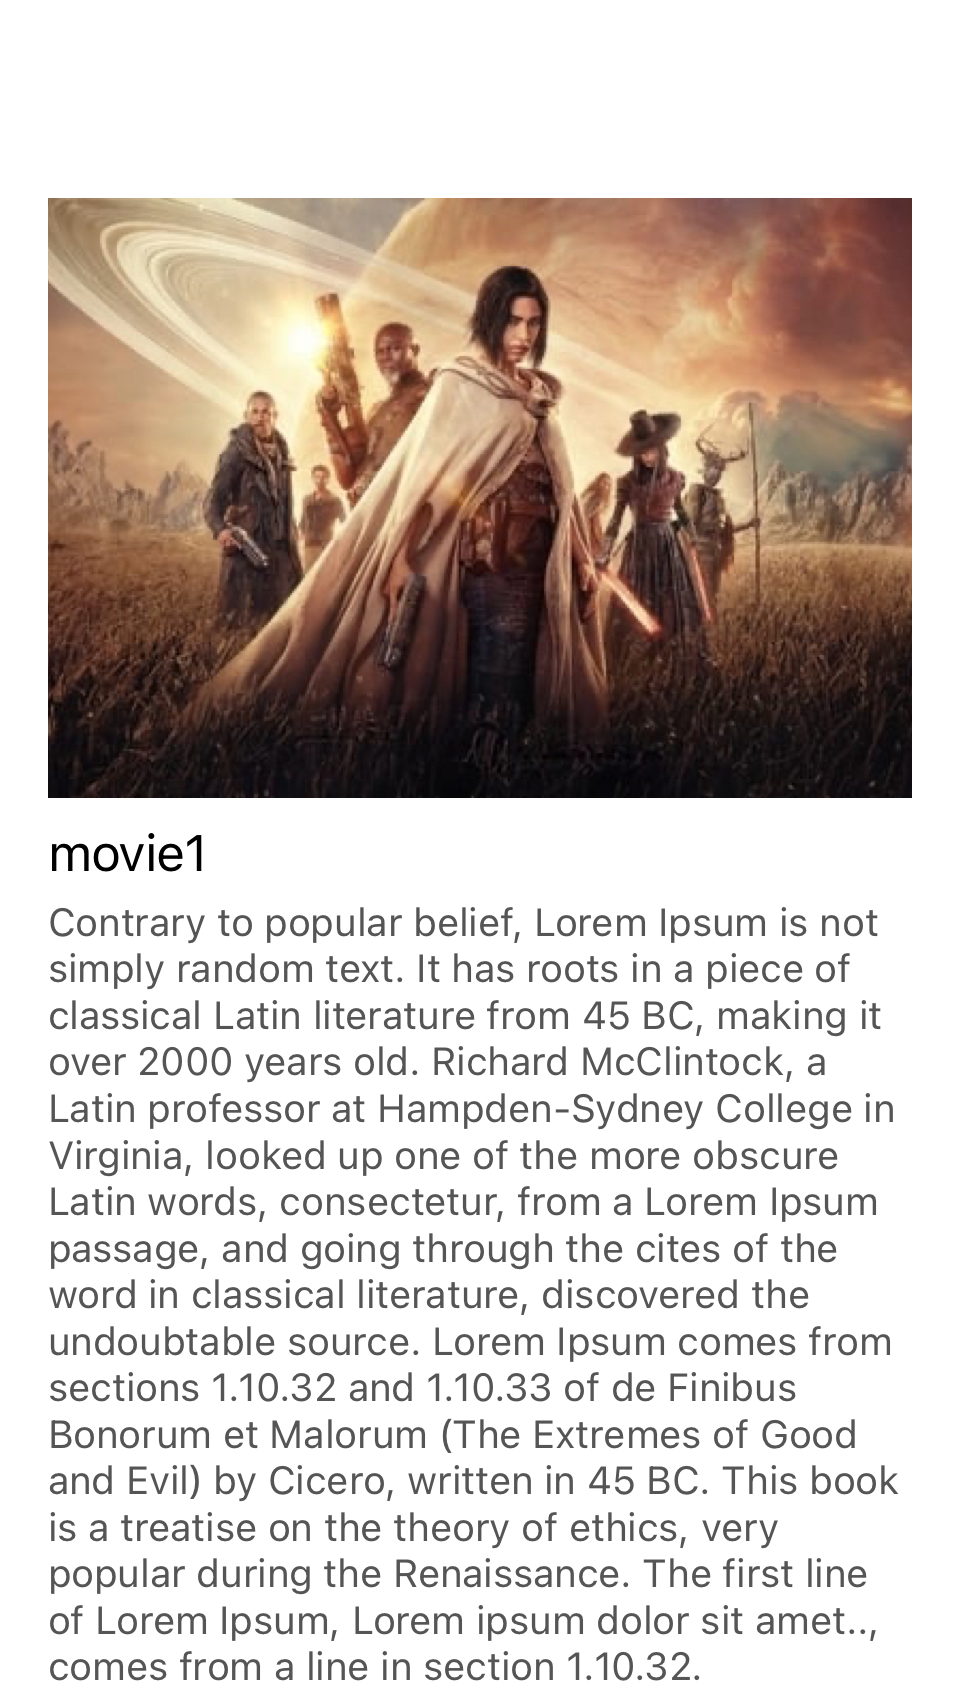 movie1
Contrary to popular belief, Lorem Ipsum is not
simply random text. It has roots in a piece of
classical Latin literature from 45 BC, making it
over 2000 years old. Richard McClintock, a
Latin professor at Hampden-Sydney College in
Virginia, looked up one of the more obscure
Latin words, consectetur, from a Lorem Ipsum
passage, and going through the cites of the
word in classical literature, discovered the
undoubtable source. Lorem Ipsum comes from
sections 1.10.32 and 1.10.33 of de Finibus
Bonorum et Malorum (The Extremes of Good
and Evil) by Cicero, written in 45 BC. This book
is a treatise on the theory of ethics, very
popular during the Renaissance. The first line
of Lorem Ipsum, Lorem ipsum dolor sit amet..,
comes from a line in section 1.10.32.